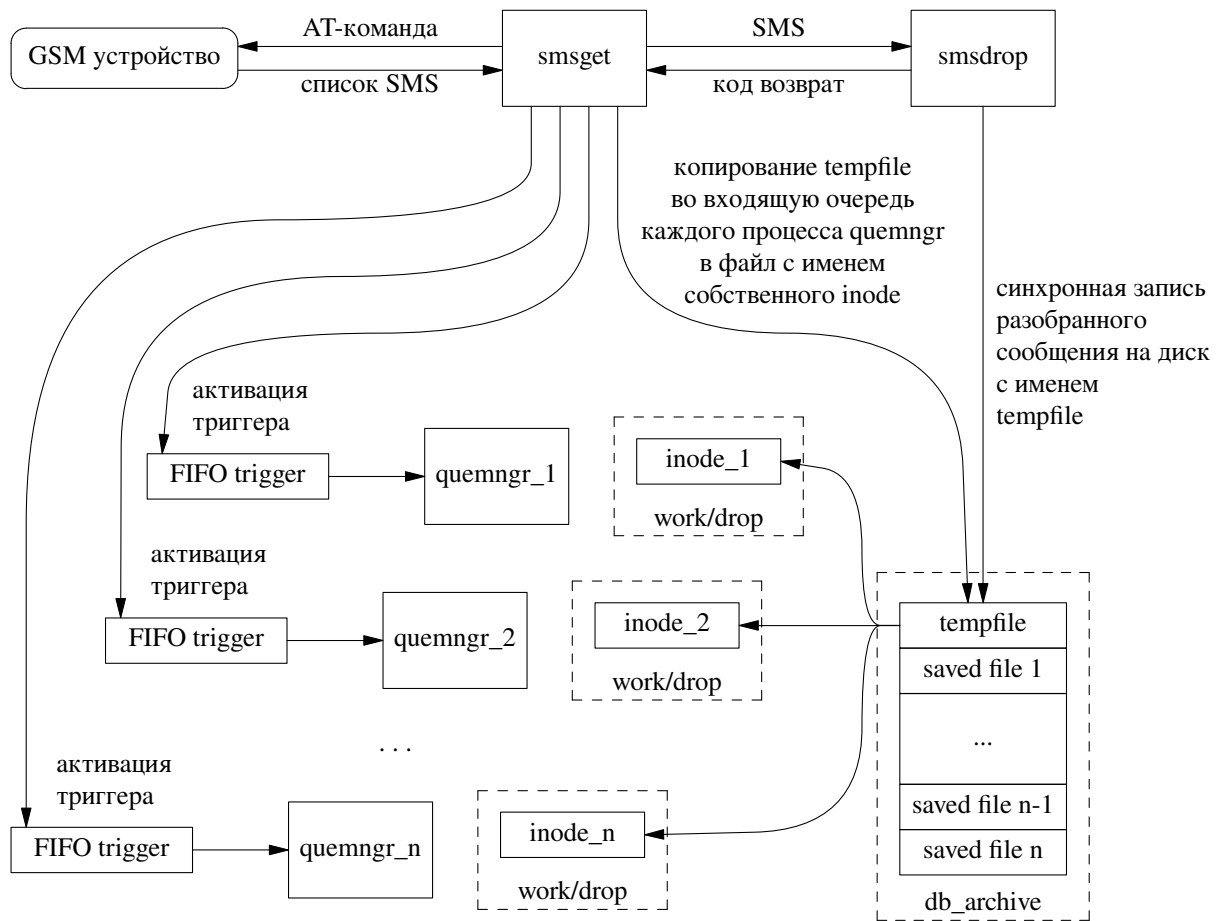 АТ-команда
SMS
GSM устройство
smsget
smsdrop
список SMS
код возврат
копирование tempfile
во входящую очередь
каждого процесса quemngr
в файл с именем
собственного inode
синхронная запись
разобранного
сообщения на диск
с именем
tempfile
активация
триггера
FIFO trigger
quemngr_1
inode_1
work/drop
активация
триггера
FIFO trigger
quemngr_2
inode_2
work/drop
tempfile
saved file 1
...
saved file n-1
saved file n
db_archive
. . .
активация
триггера
FIFO trigger
quemngr_n
inode_n
work/drop